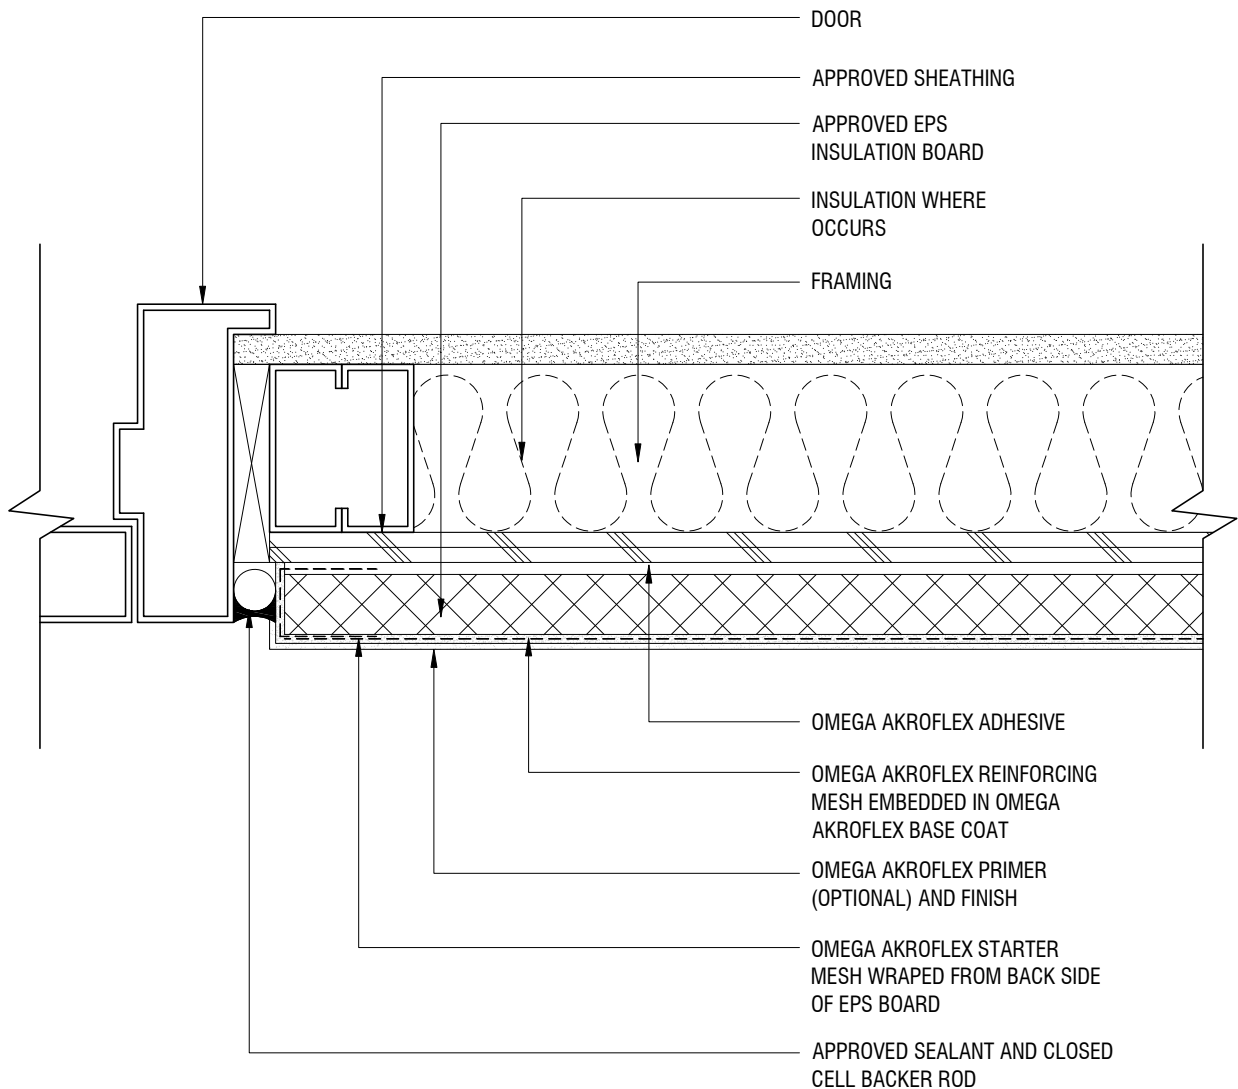 DOOR
APPROVED SHEATHING
APPROVED EPS
INSULATION BOARD
INSULATION WHERE
OCCURS
FRAMING
OMEGA AKROFLEX ADHESIVE
OMEGA AKROFLEX REINFORCING
MESH EMBEDDED IN OMEGA
AKROFLEX BASE COAT
OMEGA AKROFLEX PRIMER
(OPTIONAL) AND FINISH
OMEGA AKROFLEX STARTER
MESH WRAPED FROM BACK SIDE
OF EPS BOARD
APPROVED SEALANT AND CLOSED
CELL BACKER ROD